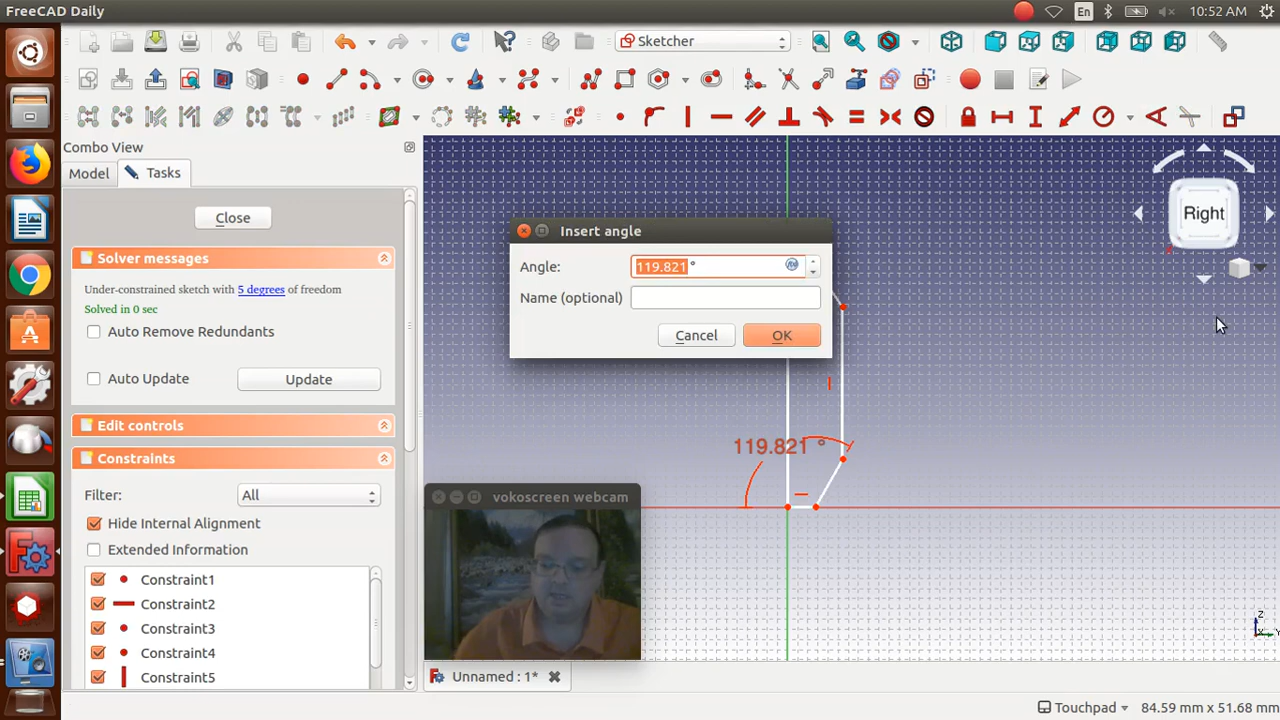 FreeCAD Daily
En
10:52 AM
Sketcher
Combo View
Model
Tasks
Close
Solver messages
Under-constrained sketch with 5 degrees of freedom
Solved in 0 sec
Auto Remove Redundants
Auto Update
Update
Edit controls
Constraints
Filter:
All
Hide Internal Alignment
Extended Information
Constraint1
Constraint2
Constraint3
Constraint4
Constraint5
Insert angle
Angle:
119.821 °
Name (optional)
Cancel
OK
Right
119.821 °
vokoscreen webcam
Z
Unnamed : 1*
Touchpad
84.59 mm x 51.68 mm